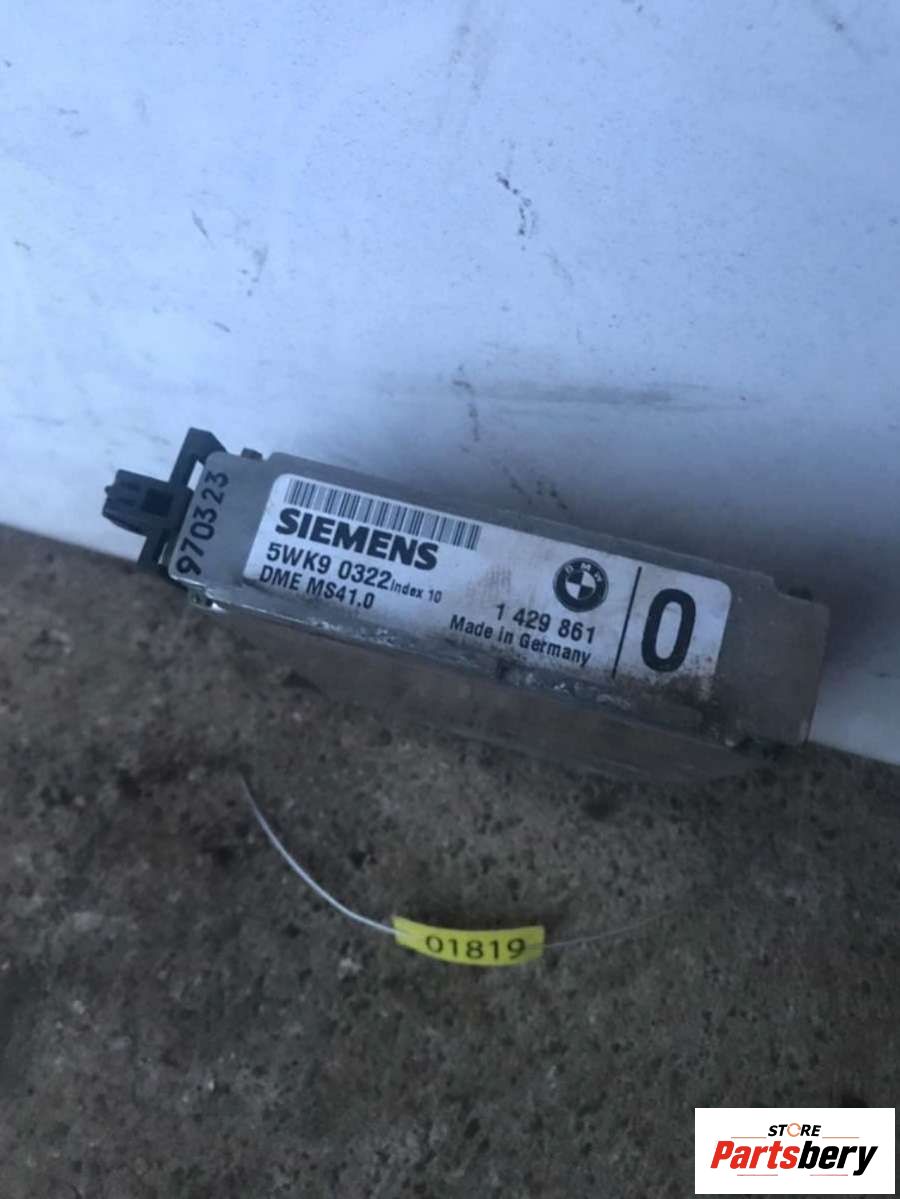 970323
SIEMENS
5WK9 0322 Index 10
DME MS41.0
BMW
1 429 861
Made in Germany
0
01819
STORE
Partsbery